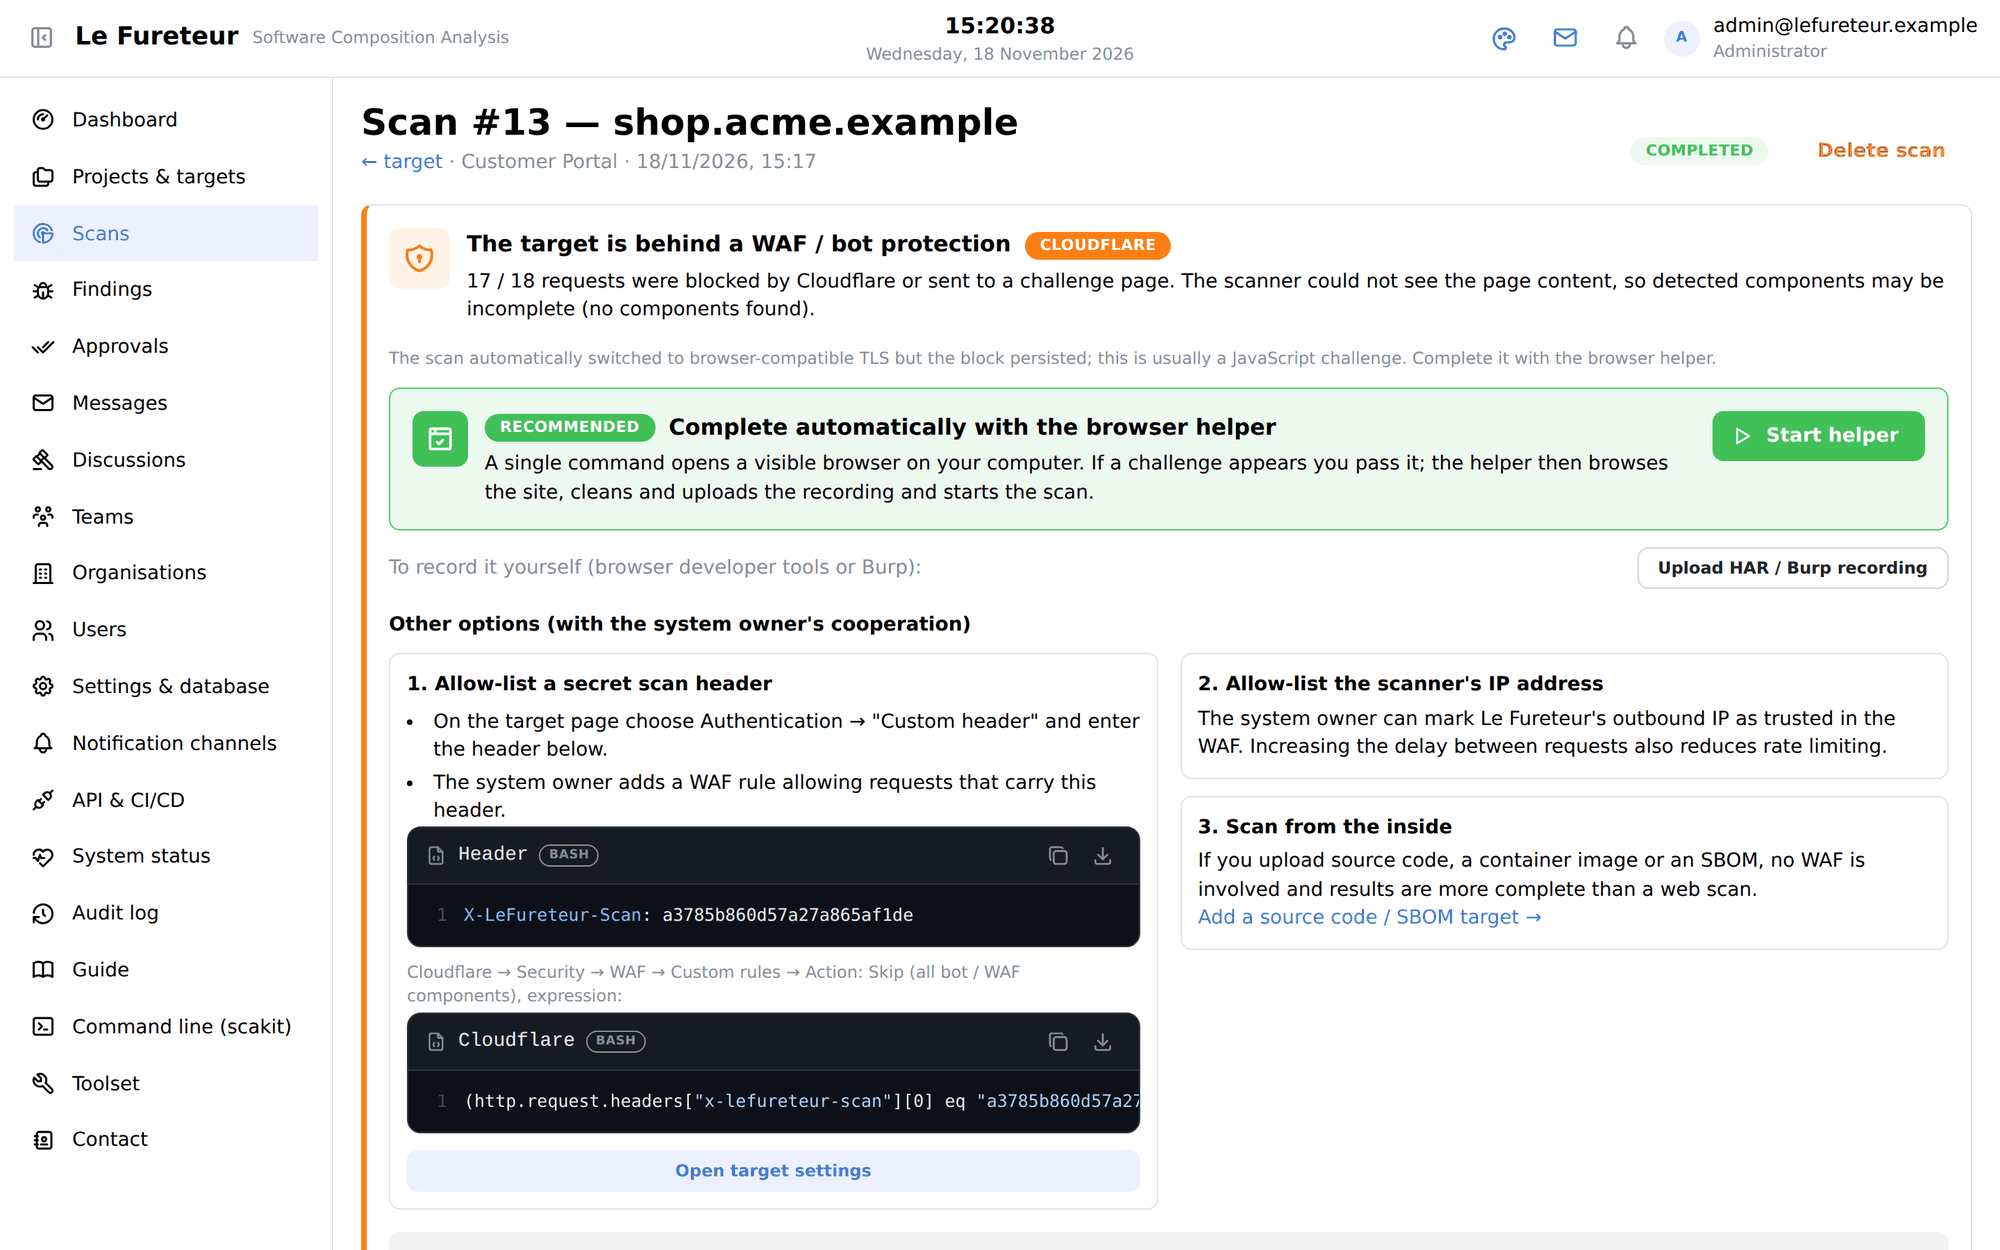 Le Fureteur Software Composition Analysis
15:20:38
Wednesday, 18 November 2026
A
admin@lefureteur.example
Administrator
Dashboard
Projects & targets
Scans
Findings
Approvals
Messages
Discussions
Teams
Organisations
Users
Settings & database
Notification channels
API & CI/CD
System status
Audit log
Guide
Command line (scakit)
Toolset
Contact
Scan #13 — shop.acme.example
← target · Customer Portal · 18/11/2026, 15:17
COMPLETED
Delete scan
The target is behind a WAF / bot protection CLOUDFLARE
17 / 18 requests were blocked by Cloudflare or sent to a challenge page. The scanner could not see the page content, so detected components may be
incomplete (no components found).
The scan automatically switched to browser-compatible TLS but the block persisted; this is usually a JavaScript challenge. Complete it with the browser helper.
RECOMMENDED Complete automatically with the browser helper
A single command opens a visible browser on your computer. If a challenge appears you pass it; the helper then browses
the site, cleans and uploads the recording and starts the scan.
Start helper
To record it yourself (browser developer tools or Burp):
Upload HAR / Burp recording
Other options (with the system owner's cooperation)
1. Allow-list a secret scan header
• On the target page choose Authentication → "Custom header" and enter
the header below.
• The system owner adds a WAF rule allowing requests that carry this
header.
Header BASH
1 X-LeFureteur-Scan: a3785b860d57a27a865af1de
Cloudflare → Security → WAF → Custom rules → Action: Skip (all bot / WAF
components), expression:
Cloudflare BASH
1 (http.request.headers["x-lefureteur-scan"][0] eq "a3785b860d57a27
Open target settings
2. Allow-list the scanner's IP address
The system owner can mark Le Fureteur's outbound IP as trusted in the
WAF. Increasing the delay between requests also reduces rate limiting.
3. Scan from the inside
If you upload source code, a container image or an SBOM, no WAF is
involved and results are more complete than a web scan.
Add a source code / SBOM target →